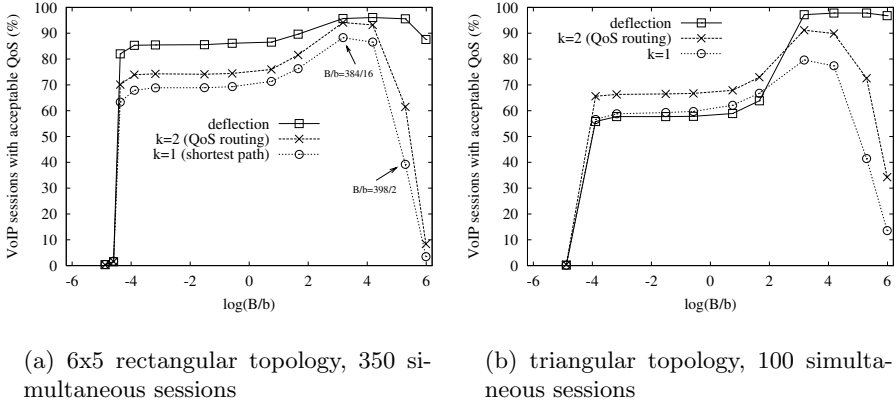 VoIP sessions with acceptable QoS (%)
100
90
80
70
60
50
40
30
20
10
0
-6
-4
-2
0
2
4
6
log(B/b)
B/b=384/16
deflection
k=2 (QoS routing)
k=1 (shortest path)
B/b=398/2
(a) 6x5 rectangular topology, 350 si-
multaneous sessions
VoIP sessions with acceptable QoS (%)
100
90
80
70
60
50
40
30
20
10
0
-6
-4
-2
0
2
4
6
log(B/b)
deflection
k=2 (QoS routing)
k=1
(b) triangular topology, 100 simulta-
neous sessions